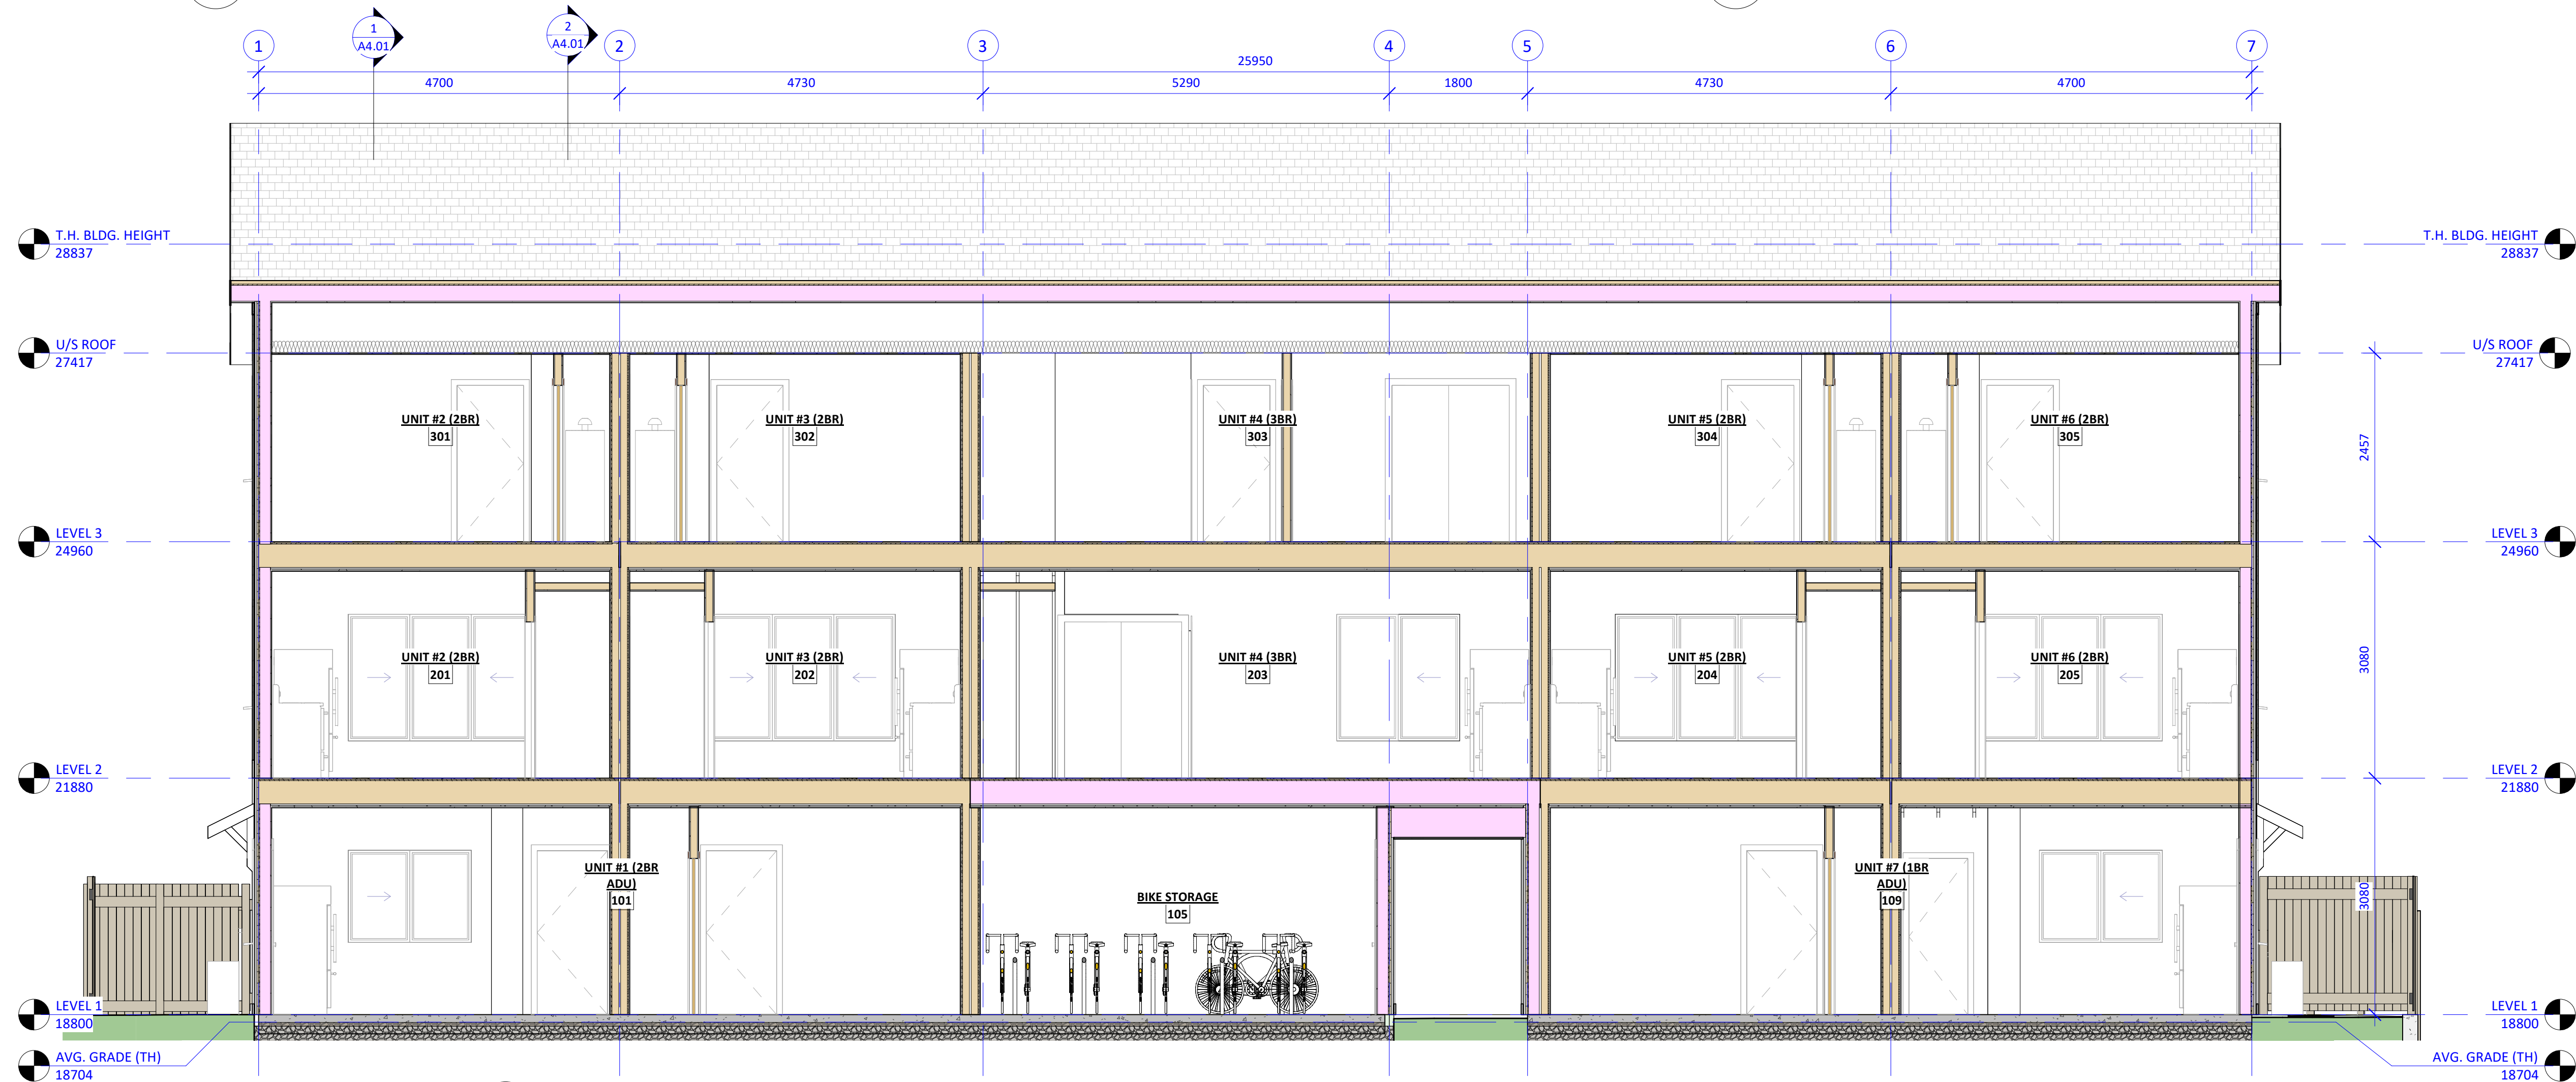 1
A4.01
2
A4.01
1
2
3
4
5
6
7
25950
4700
4730
5290
1800
4730
4700
T.H. BLDG. HEIGHT
28837
T.H. BLDG. HEIGHT
28837
U/S ROOF
27417
U/S ROOF
27417
UNIT #2 (2BR)
301
UNIT #3 (2BR)
302
UNIT #4 (3BR)
303
UNIT #5 (2BR)
304
UNIT #6 (2BR)
305
2457
LEVEL 3
24960
LEVEL 3
24960
UNIT #2 (2BR)
201
UNIT #3 (2BR)
202
UNIT #4 (3BR)
203
UNIT #5 (2BR)
204
UNIT #6 (2BR)
205
3080
LEVEL 2
21880
LEVEL 2
21880
UNIT #1 (2BR
ADU)
101
BIKE STORAGE
105
UNIT #7 (1BR
ADU)
109
3080
LEVEL 1
18800
LEVEL 1
18800
AVG. GRADE (TH)
18704
AVG. GRADE (TH)
18704